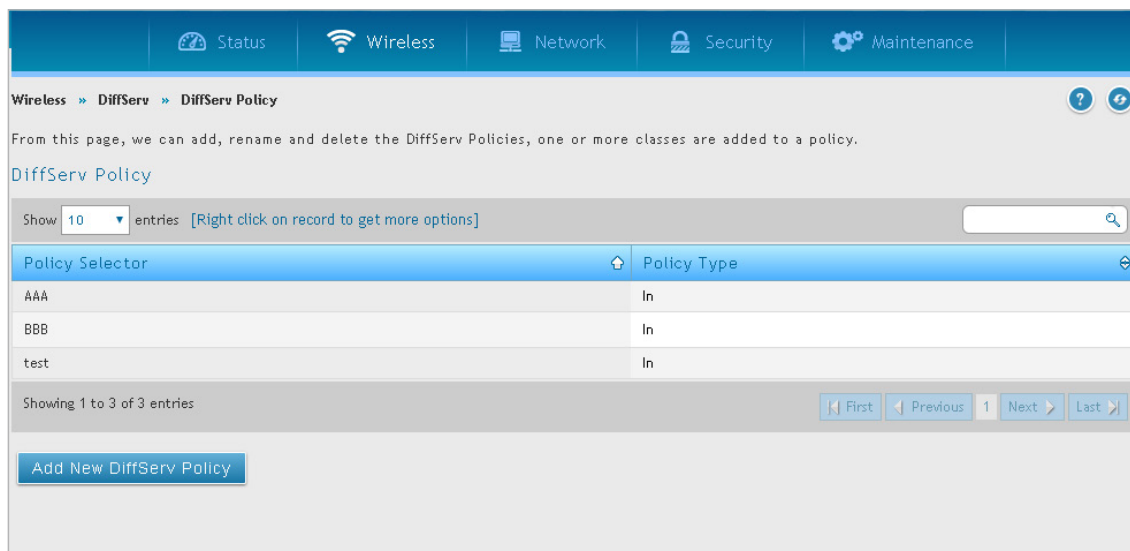 Status Wireless Network Security Maintenance
Wireless » DiffServ » DiffServ Policy
?
From this page, we can add, rename and delete the DiffServ Policies, one or more classes are added to a policy.
DiffServ Policy
Show 10 entries [Right click on record to get more options]
Policy Selector Policy Type
AAA In
BBB In
test In
Showing 1 to 3 of 3 entries First Previous 1 Next Last
Add New DiffServ Policy